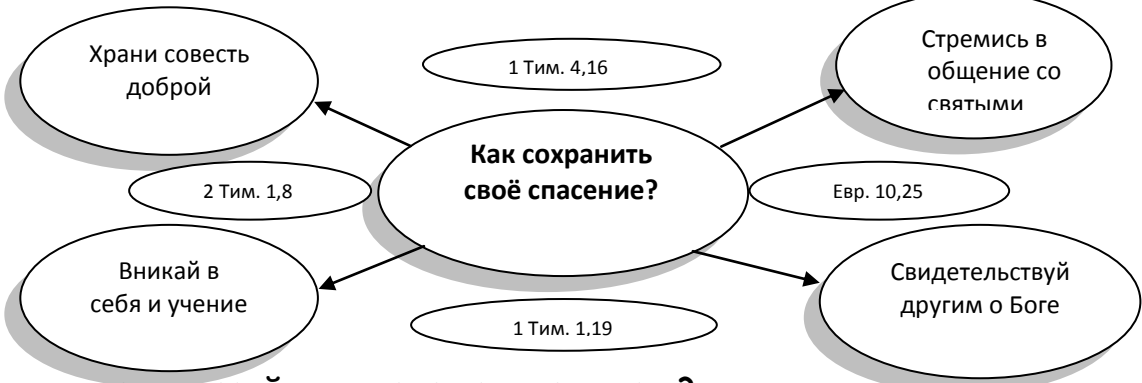 Храни совесть
доброй
1 Тим. 4,16
Стремись в
общение со
святыми
Как сохранить
своё спасение?
2 Тим. 1,8
Евр. 10,25
Вникай в
себя и учение
1 Тим. 1,19
Свидетельствуй
другим о Боге